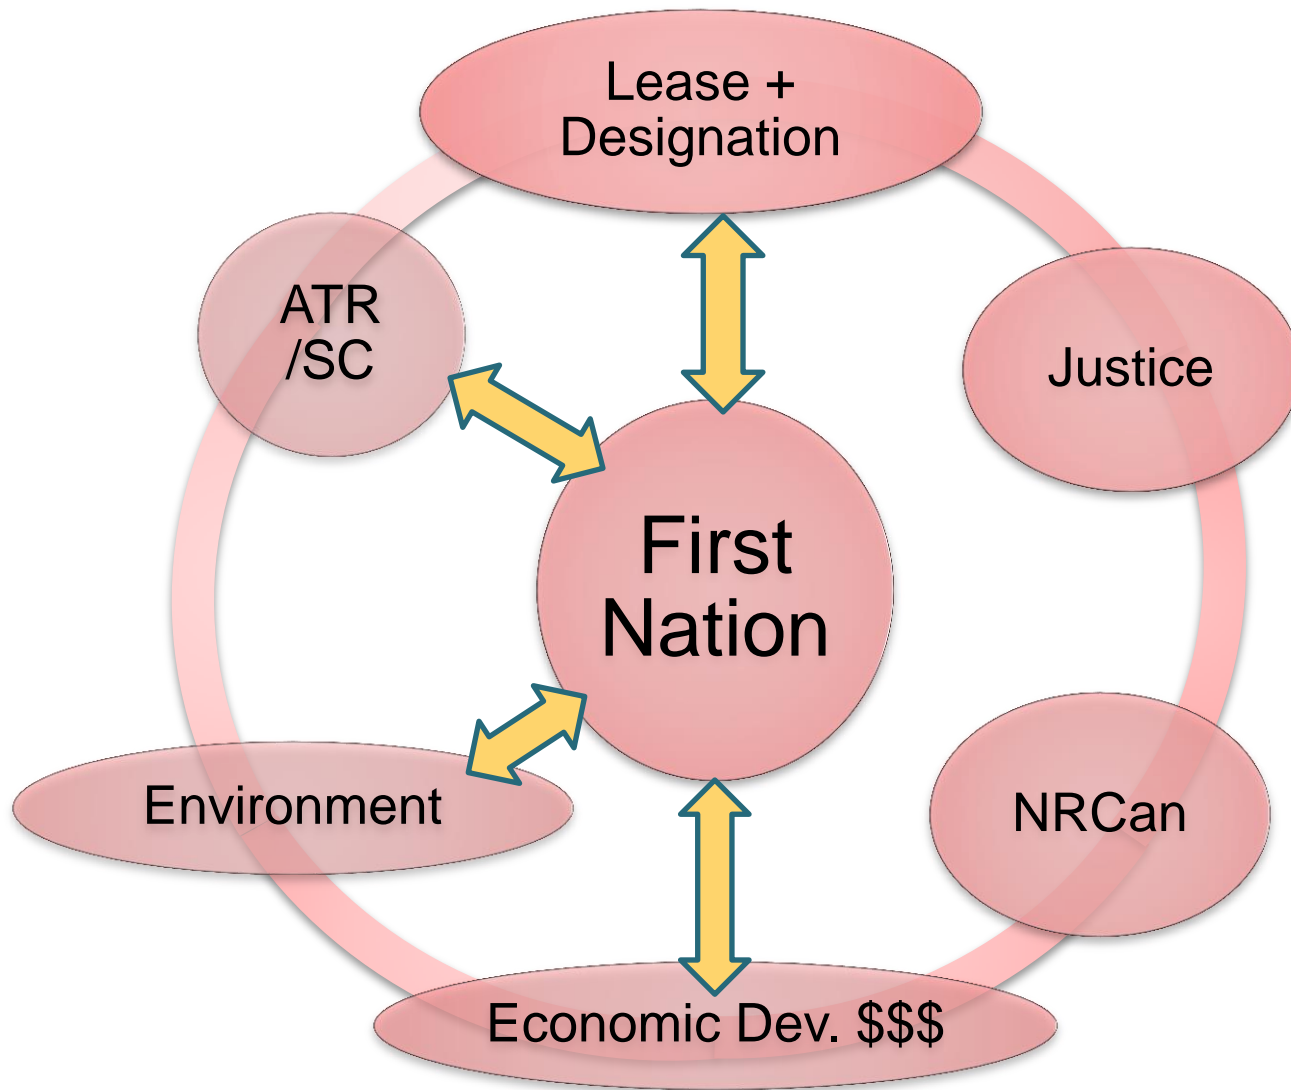 Lease +
Designation
ATR
/SC
Justice
First
Nation
Environment
NRCan
Economic Dev. $$$